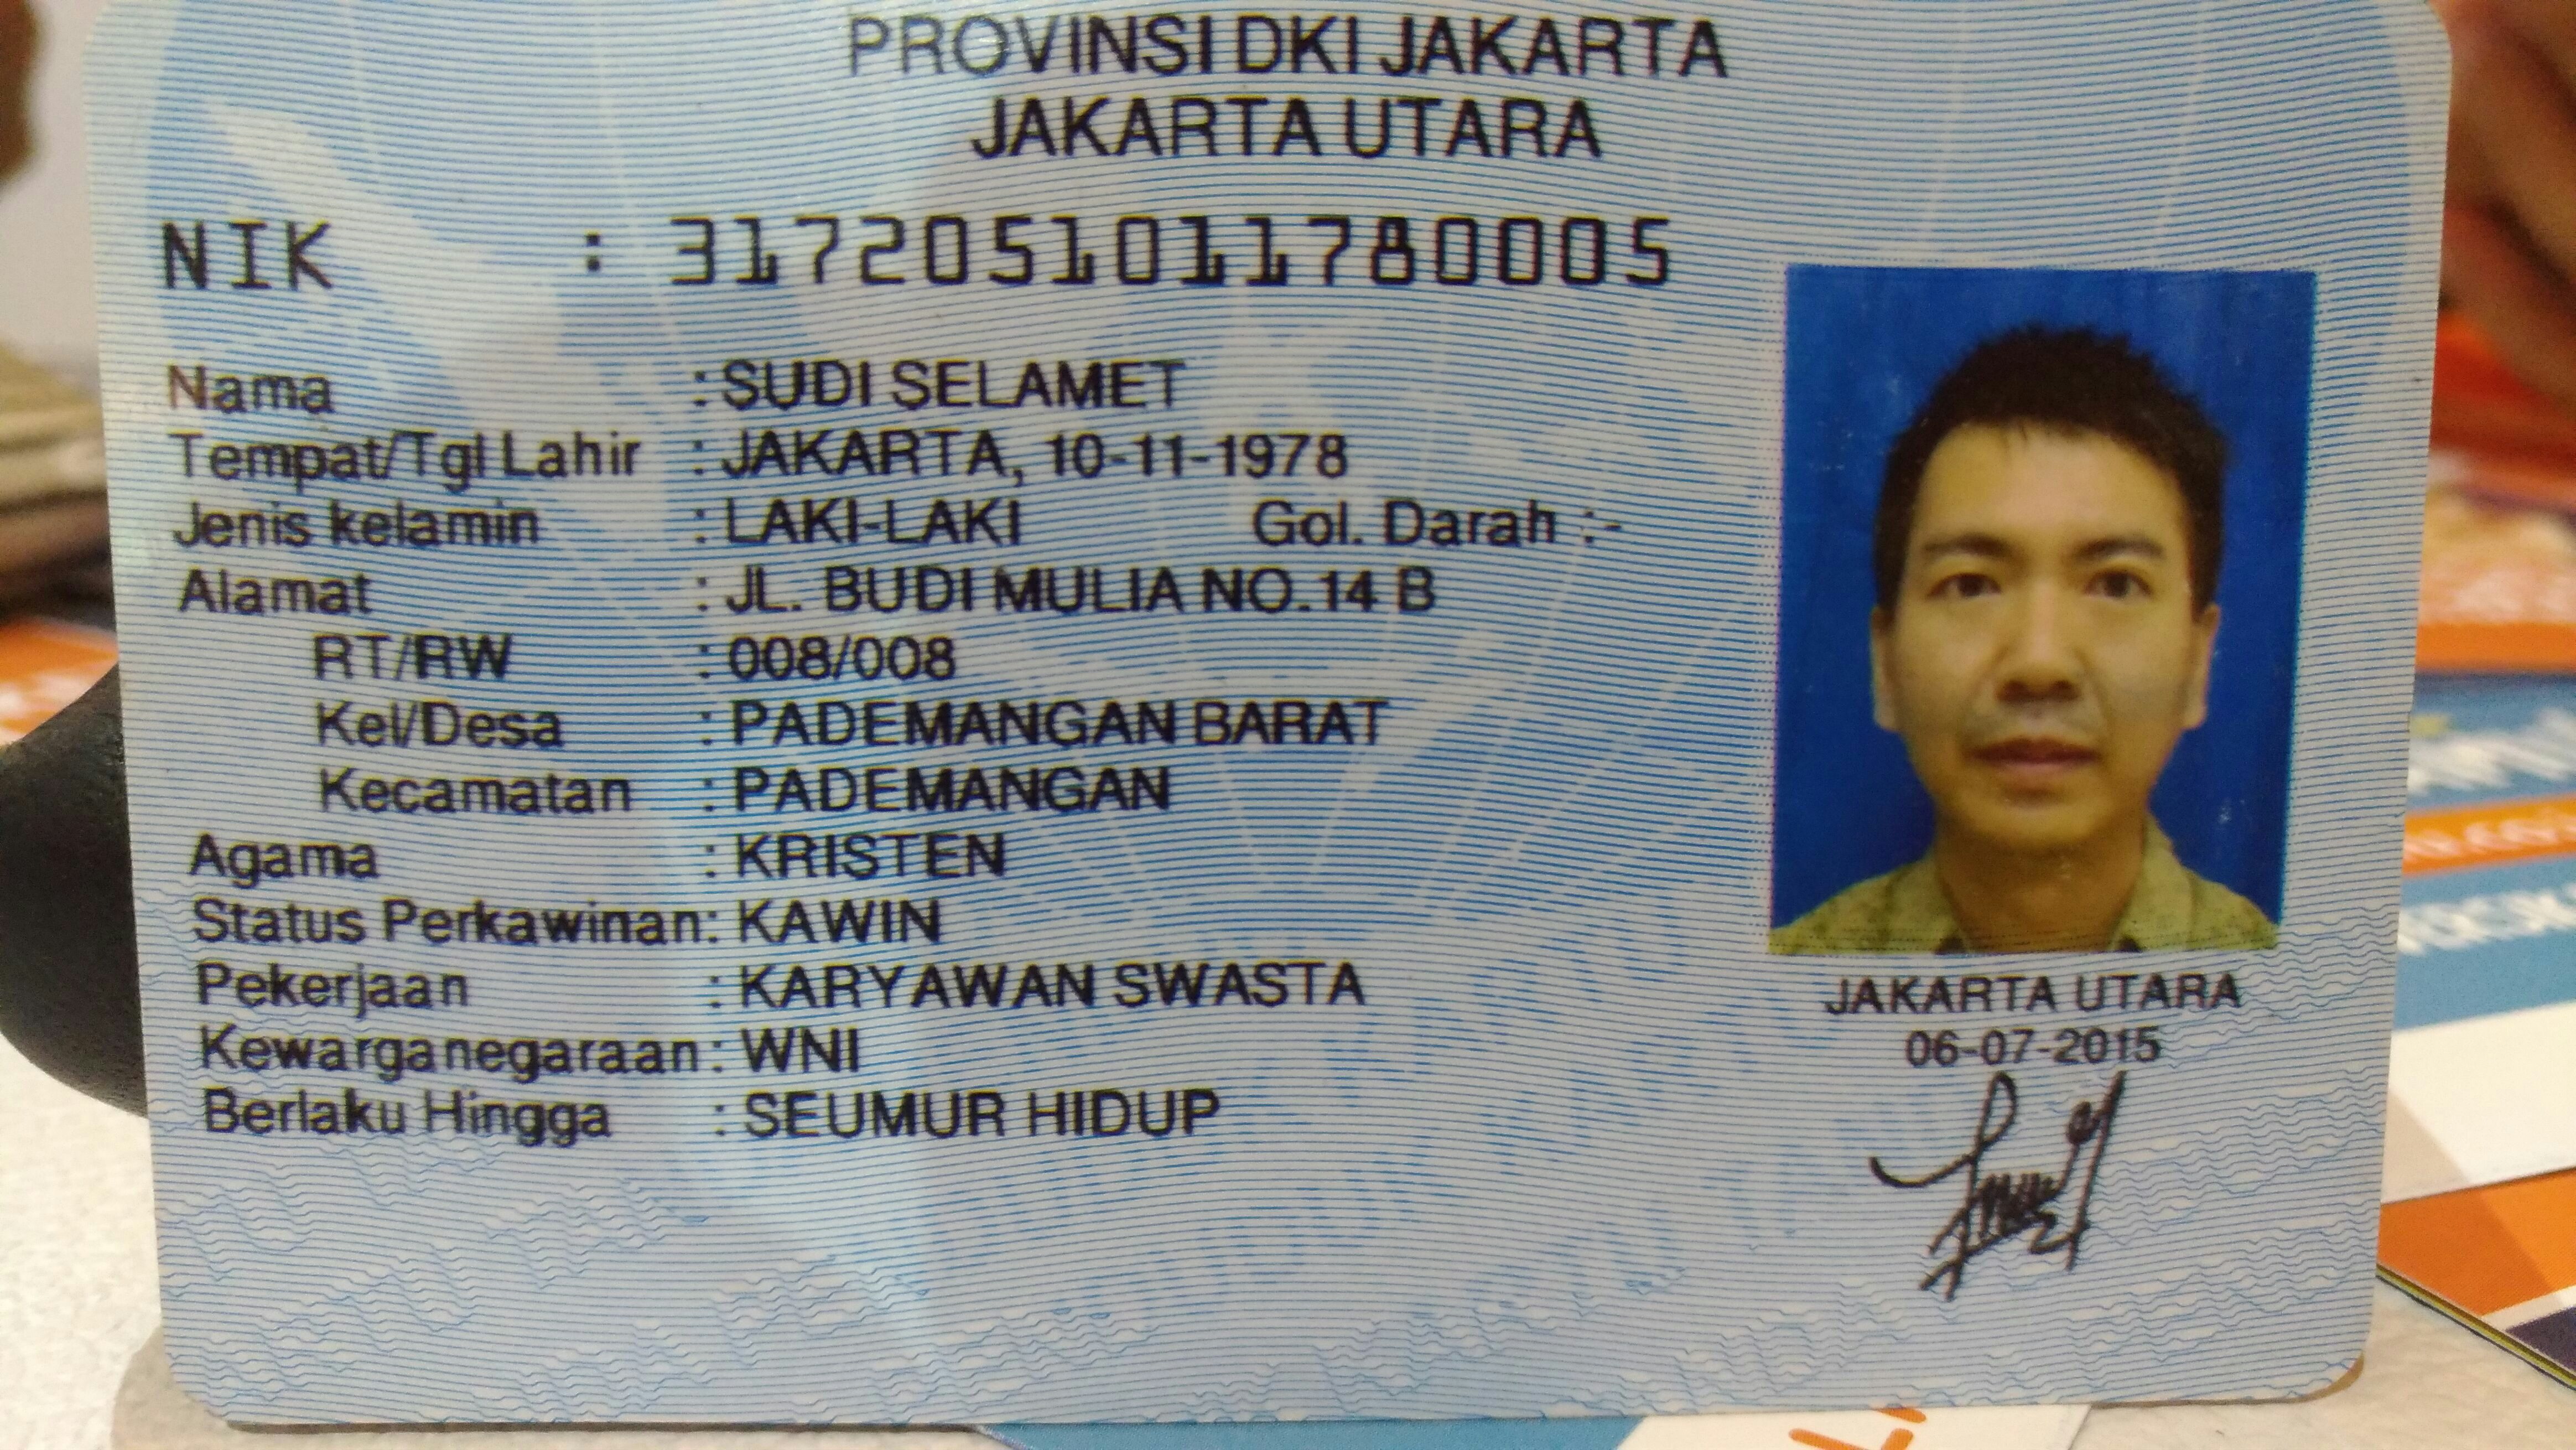 PROVINSI DKI JAKARTA
JAKARTA UTARA
NIK : 3172051011780005
Nama : SUDI SELAMET
Tempat/Tgl Lahir : JAKARTA, 10-11-1978
Jenis kelamin : LAKI-LAKI Gol. Darah :-
Alamat : JL. BUDI MULIA NO.14 B
RT/RW : 008/008
Kel/Desa : PADEMANGAN BARAT
Kecamatan : PADEMANGAN
Agama : KRISTEN
Status Perkawinan: KAWIN
Pekerjaan : KARYAWAN SWASTA
Kewarganegaraan: WNI
Berlaku Hingga : SEUMUR HIDUP
JAKARTA UTARA
06-07-2015